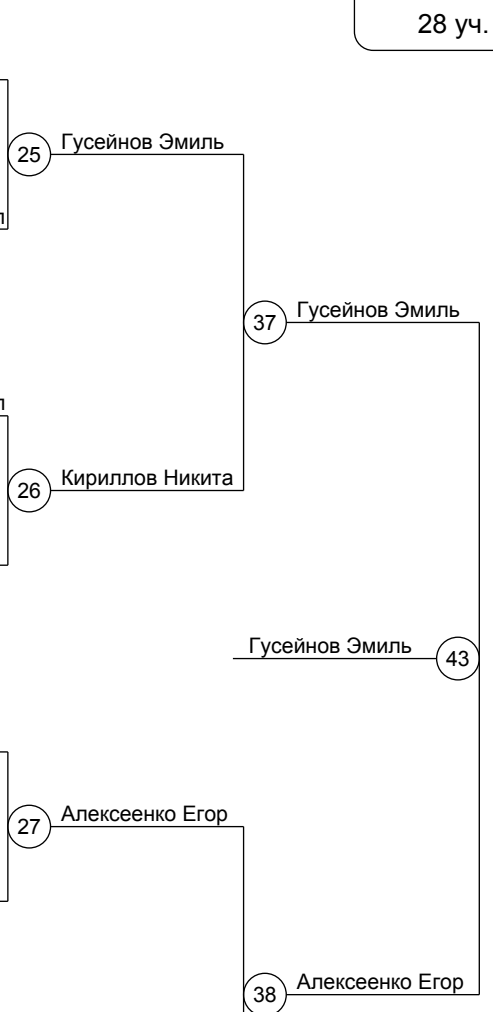 28 уч.
25 Гусейнов Эмиль
37 Гусейнов Эмиль
26 Кириллов Никита
Гусейнов Эмиль 43
27 Алексеенко Егор
38 Алексеенко Егор